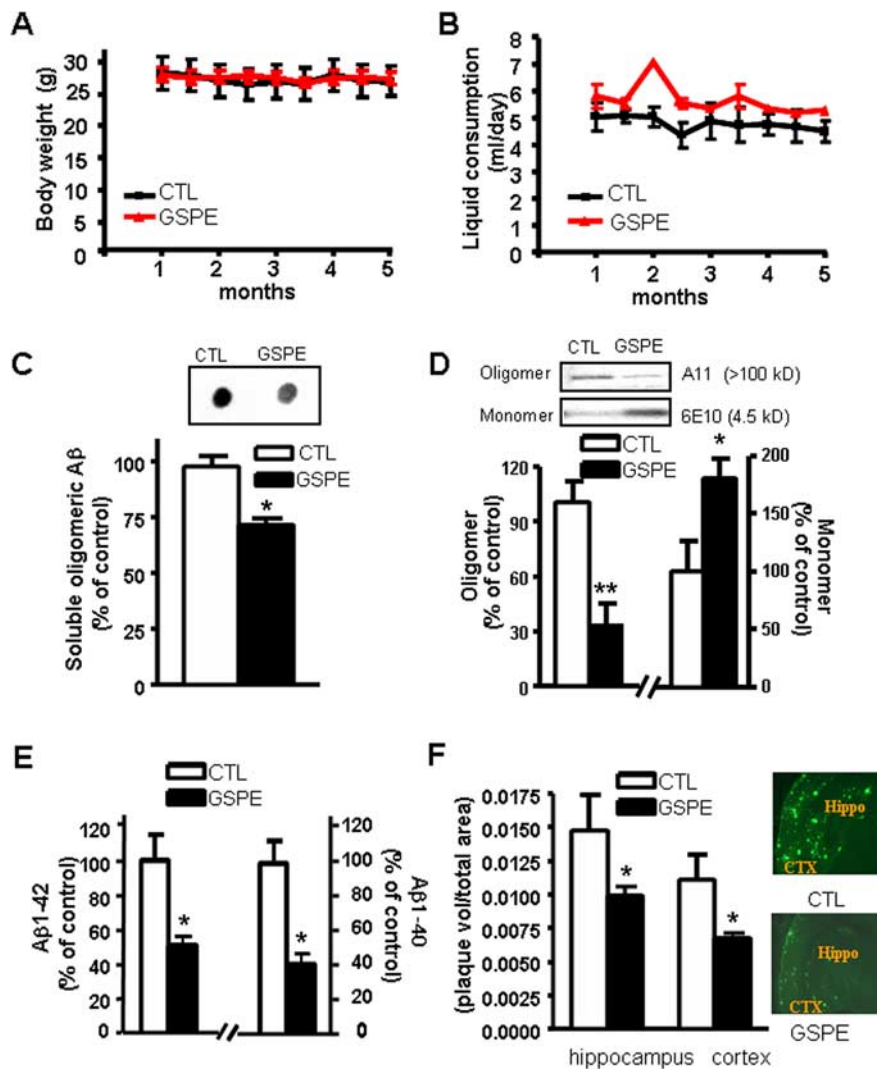 A
Body weight (g)
30
25
20
15
10
5
0
CTL
GSPE
1 2 3 4 5
months
B
Liquid consumption
(ml/day)
8
7
6
5
4
3
2
1
0
CTL
GSPE
1 2 3 4 5
months
C
CTL GSPE
Soluble oligomeric Aβ
(% of control)
100
75
50
25
0
CTL
GSPE
*
D
CTL GSPE
Oligomer A11 (>100 kD)
Monomer 6E10 (4.5 kD)
CTL
GSPE
Oligomer
(% of control)
120
90
60
30
0
**
*
200
150
100
50
0
Monomer
(% of control)
E
CTL
GSPE
Aβ1-42
(% of control)
120
100
80
60
40
20
0
*
*
120
100
80
60
40
20
0
Aβ1-40
(% of control)
F
CTL
GSPE
(plaque vol/total area)
0.0175
0.0150
0.0125
0.0100
0.0075
0.0050
0.0025
0.0000
*
*
hippocampus cortex
Hippo
CTX
CTL
Hippo
CTX
GSPE